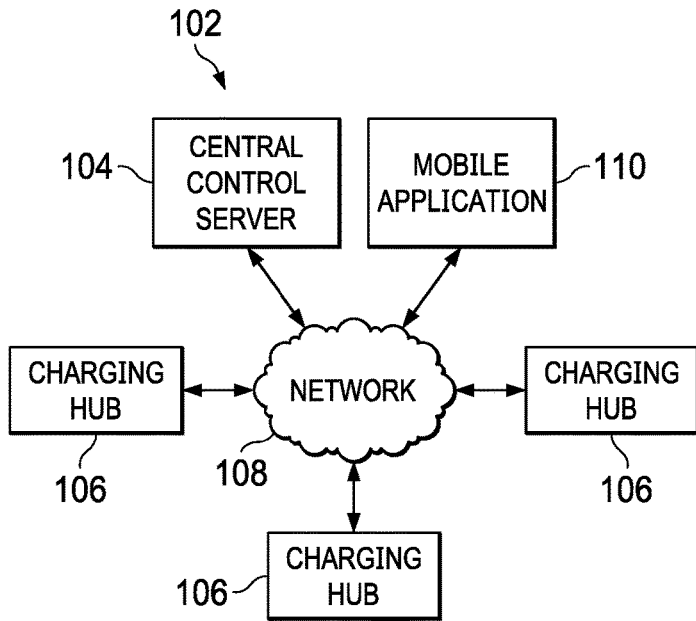 102
104
CENTRAL
CONTROL
SERVER
MOBILE
APPLICATION
110
CHARGING
HUB
106
NETWORK
108
CHARGING
HUB
106
CHARGING
HUB
106